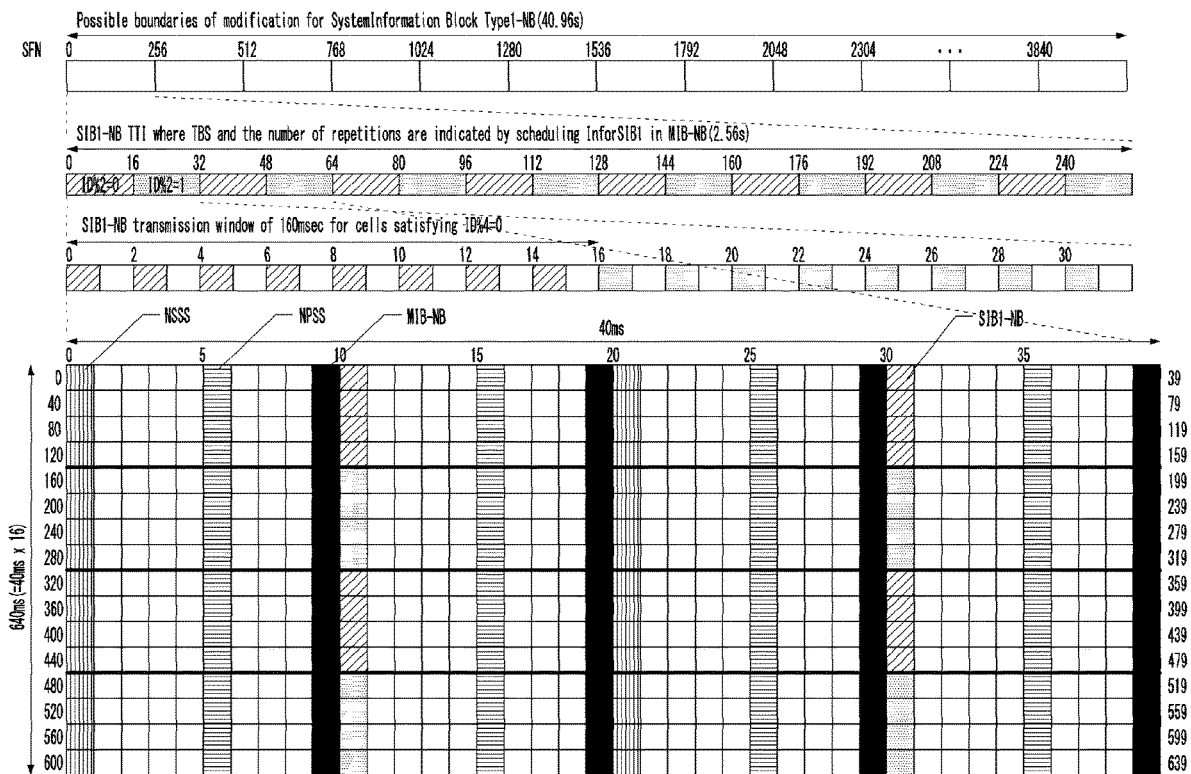 Possible boundaries of modification for SystemInformation Block Type1-NB(40.96s)
SFN 0 256 512 768 1024 1280 1536 1792 2048 2304 ... 3840
SIB1-NB TTI where TBS and the number of repetitions are indicated by scheduling InforSIB1 in MIB-NB(2.56s)
0 16 32 48 64 80 96 112 128 144 160 176 192 208 224 240
ID%2=0 ID%2=1
SIB1-NB transmission window of 160msec for cells satisfying ID%4=0
0 2 4 6 8 10 12 14 16 18 20 22 24 26 28 30
NSSS NPSS MIB-NB 40ms SIB1-NB
0 5 10 15 20 25 30 35
0 39
40 79
80 119
120 159
160 199
200 239
240 279
280 319
320 359
360 399
400 439
440 479
480 519
520 559
560 599
600 639
640ms(=40ms x 16)